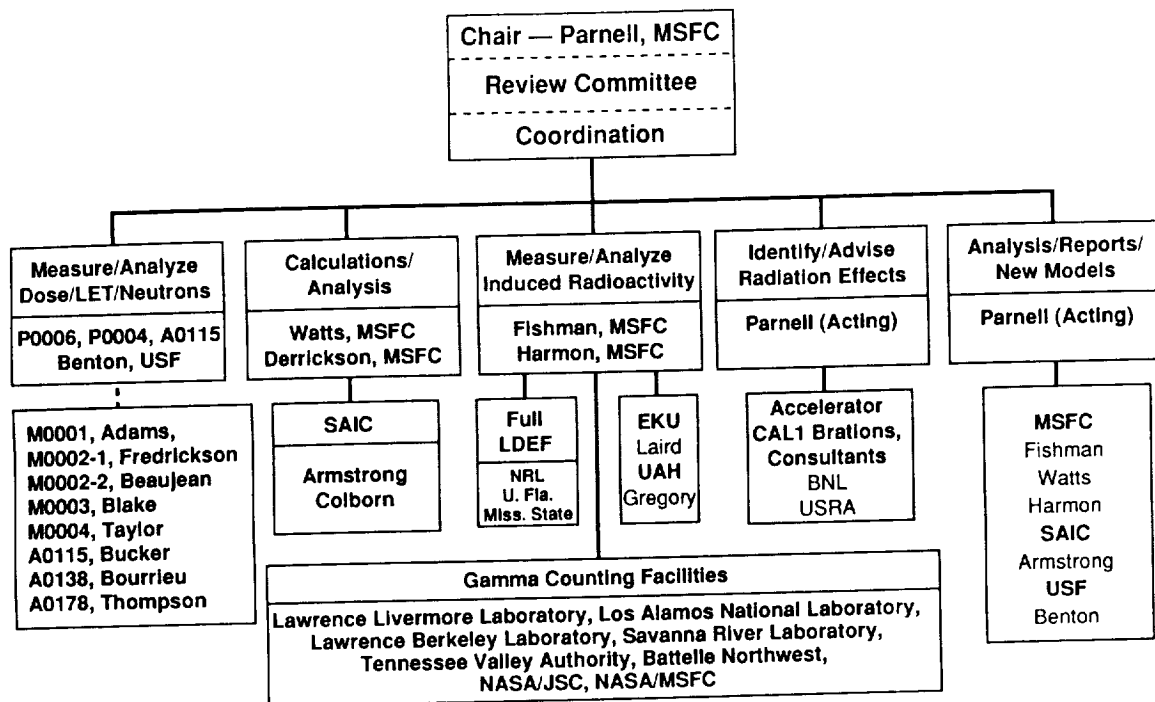 Chair — Parnell, MSFC
Review Committee
Coordination
Measure/Analyze
Dose/LET/Neutrons
P0006, P0004, A0115
Benton, USF
M0001, Adams,
M0002-1, Fredrickson
M0002-2, Beaujean
M0003, Blake
M0004, Taylor
A0115, Bucker
A0138, Bourrieu
A0178, Thompson
Calculations/
Analysis
Watts, MSFC
Derrickson, MSFC
SAIC
Armstrong
Colborn
Measure/Analyze
Induced Radioactivity
Fishman, MSFC
Harmon, MSFC
Full
LDEF
NRL
U. Fla.
Miss. State
EKU
Laird
UAH
Gregory
Gamma Counting Facilities
Lawrence Livermore Laboratory, Los Alamos National Laboratory,
Lawrence Berkeley Laboratory, Savanna River Laboratory,
Tennessee Valley Authority, Battelle Northwest,
NASA/JSC, NASA/MSFC
Identify/Advise
Radiation Effects
Parnell (Acting)
Accelerator
CAL1 Brations,
Consultants
BNL
USRA
Analysis/Reports/
New Models
Parnell (Acting)
MSFC
Fishman
Watts
Harmon
SAIC
Armstrong
USF
Benton